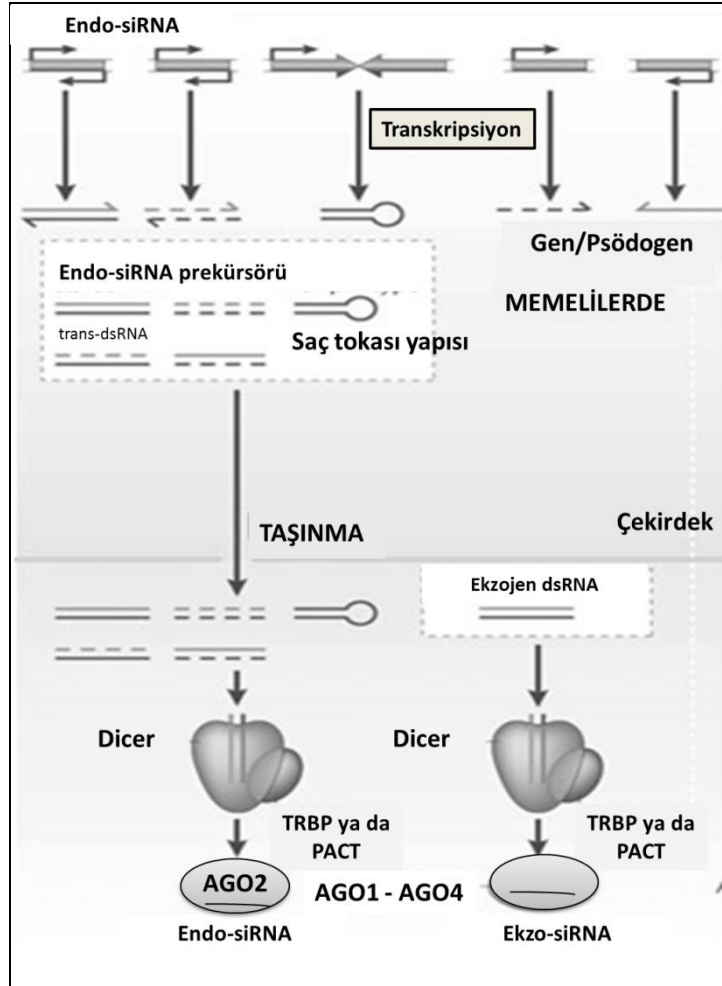 Endo-siRNA
Transkripsiyon
Gen/Psödogen
Endo-siRNA prekürsörü
MEMELİLERDE
trans-dsRNA
Saç tokası yapısı
Çekirdek
TAŞINMA
Ekzojen dsRNA
Dicer
Dicer
TRBP ya da
PACT
TRBP ya da
PACT
AGO2
AGO1 - AGO4
Endo-siRNA
Ekzo-siRNA